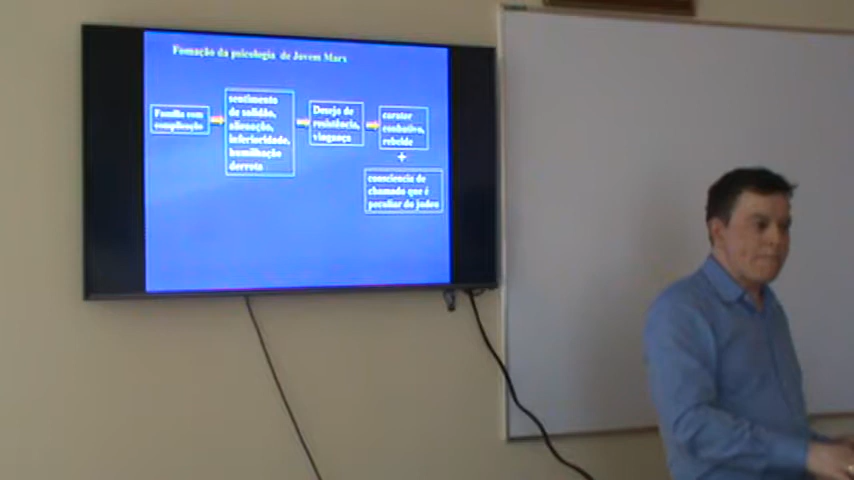 Fomação da psicologia de Jovem Marx
Familia com
complicação
sentimento
de solidão,
alienação,
inferioridade,
humilhação
derrota
Desejo de
resistência,
vingança
carater
combativo,
rebelde
+
consciencia de
chamado que é
peculiar do judeu